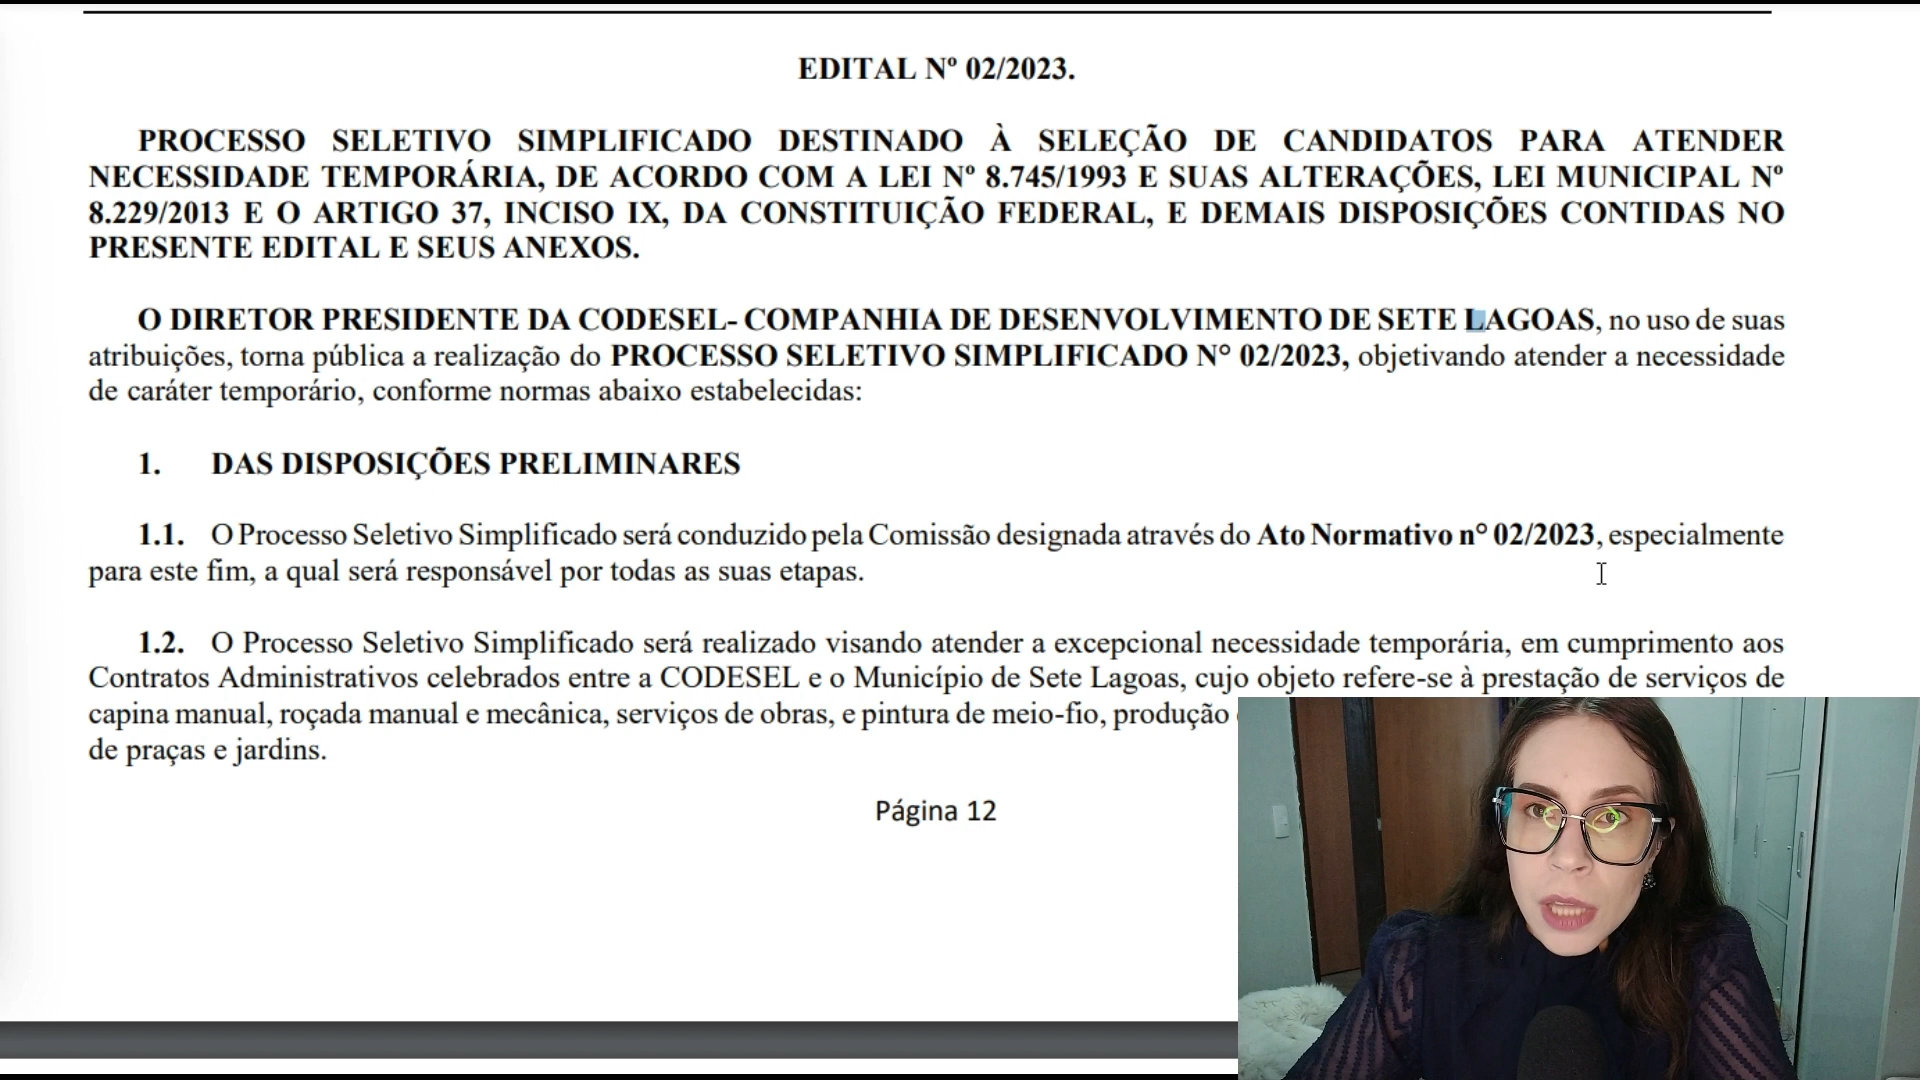 EDITAL Nº 02/2023.
PROCESSO SELETIVO SIMPLIFICADO DESTINADO À SELEÇÃO DE CANDIDATOS PARA ATENDER
NECESSIDADE TEMPORÁRIA, DE ACORDO COM A LEI Nº 8.745/1993 E SUAS ALTERAÇÕES, LEI MUNICIPAL Nº
8.229/2013 E O ARTIGO 37, INCISO IX, DA CONSTITUIÇÃO FEDERAL, E DEMAIS DISPOSIÇÕES CONTIDAS NO
PRESENTE EDITAL E SEUS ANEXOS.
O DIRETOR PRESIDENTE DA CODESEL- COMPANHIA DE DESENVOLVIMENTO DE SETE LAGOAS, no uso de suas
atribuições, torna pública a realização do PROCESSO SELETIVO SIMPLIFICADO N° 02/2023, objetivando atender a necessidade
de caráter temporário, conforme normas abaixo estabelecidas:
1. DAS DISPOSIÇÕES PRELIMINARES
1.1. O Processo Seletivo Simplificado será conduzido pela Comissão designada através do Ato Normativo n° 02/2023, especialmente
para este fim, a qual será responsável por todas as suas etapas.
1.2. O Processo Seletivo Simplificado será realizado visando atender a excepcional necessidade temporária, em cumprimento aos
Contratos Administrativos celebrados entre a CODESEL e o Município de Sete Lagoas, cujo objeto refere-se à prestação de serviços de
capina manual, roçada manual e mecânica, serviços de obras, e pintura de meio-fio, produção
de praças e jardins.
Página 12